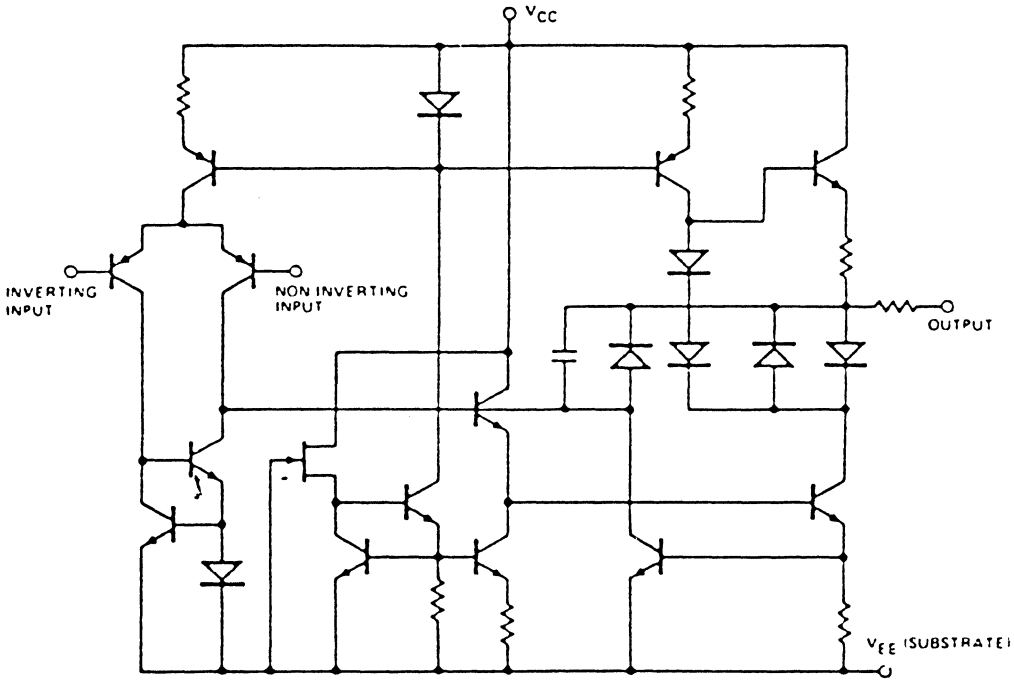 VCC
INVERTING
INPUT
NON INVERTING
INPUT
OUTPUT
VEE (SUBSTRATE)